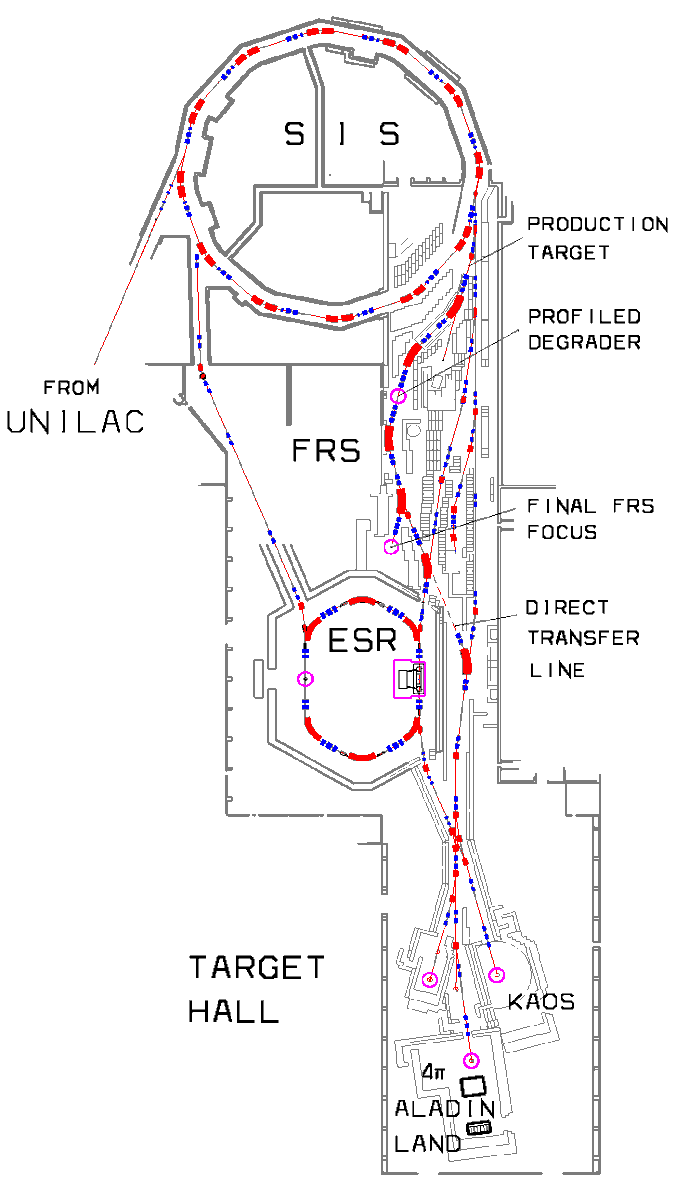 SIS
PRODUCTION
TARGET
PROFILED
DEGRADER
FROM
UNILAC
FRS
FINAL FRS
FOCUS
ESR
DIRECT
TRANSFER
LINE
TARGET
HALL
KAOS
4π
ALADIN
LAND